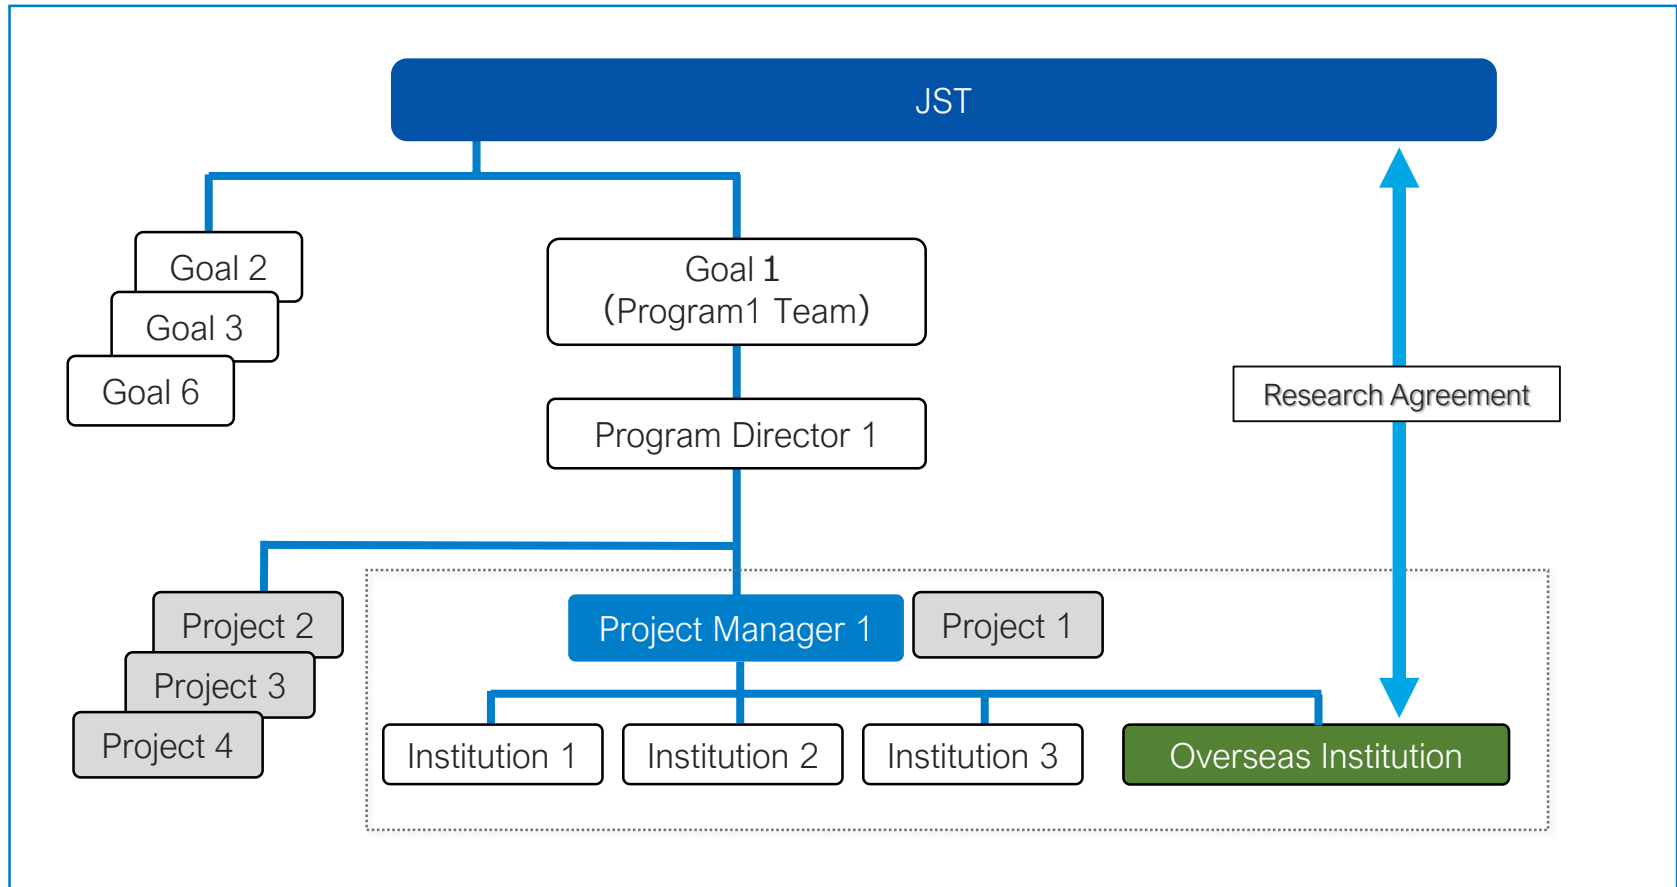 JST
Goal 2
Goal 3
Goal 6
Goal 1
(Program1 Team)
Research Agreement
Program Director 1
Project 2
Project 3
Project 4
Project Manager 1
Project 1
Institution 1
Institution 2
Institution 3
Overseas Institution